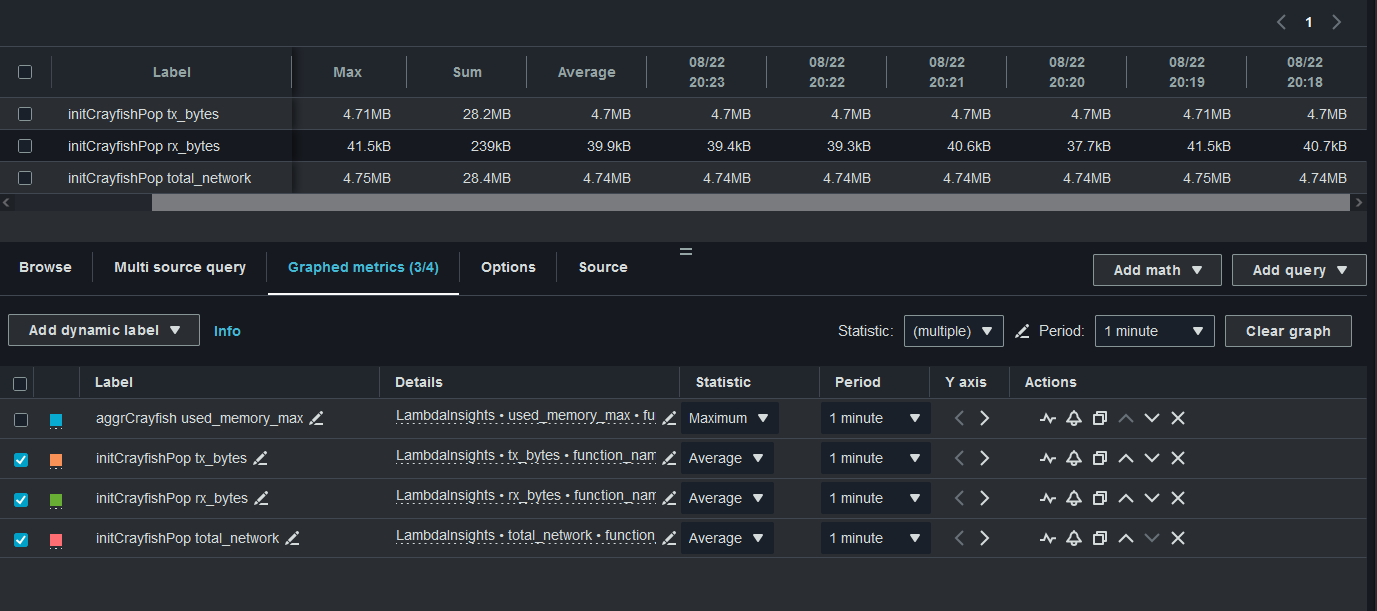 1
Label Max Sum Average 08/22 20:23 08/22 20:22 08/22 20:21 08/22 20:20 08/22 20:19 08/22 20:18
initCrayfishPop tx_bytes 4.71MB 28.2MB 4.7MB 4.7MB 4.7MB 4.7MB 4.7MB 4.71MB 4.7MB
initCrayfishPop rx_bytes 41.5kB 239kB 39.9kB 39.4kB 39.3kB 40.6kB 37.7kB 41.5kB 40.7kB
initCrayfishPop total_network 4.75MB 28.4MB 4.74MB 4.74MB 4.74MB 4.74MB 4.74MB 4.75MB 4.74MB
Browse Multi source query Graphed metrics (3/4) Options Source Add math Add query
Add dynamic label Info Statistic: (multiple) Period: 1 minute Clear graph
Label Details Statistic Period Y axis Actions
aggrCrayfish used_memory_max LambdaInsights • used_memory_max • fu Maximum 1 minute
initCrayfishPop tx_bytes LambdaInsights • tx_bytes • function_nam Average 1 minute
initCrayfishPop rx_bytes LambdaInsights • rx_bytes • function_nam Average 1 minute
initCrayfishPop total_network LambdaInsights • total_network • function Average 1 minute